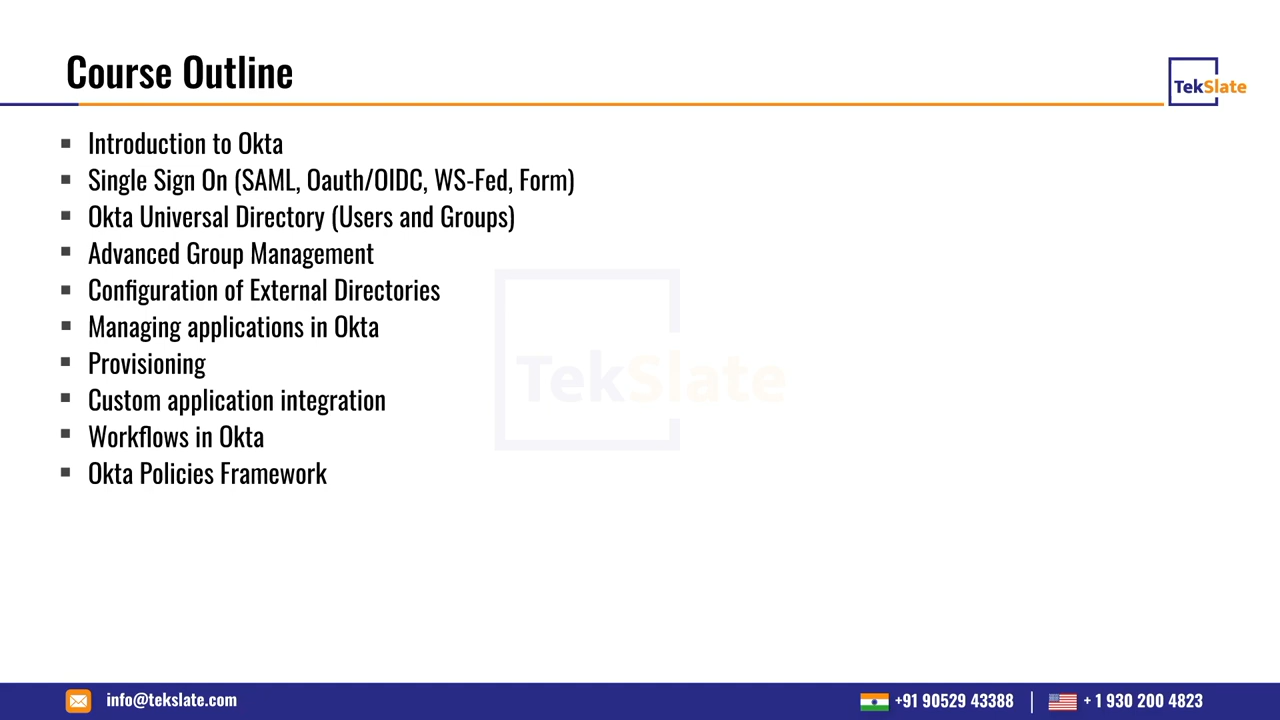 Course Outline
TekSlate
▪ Introduction to Okta
▪ Single Sign On (SAML, Oauth/OIDC, WS-Fed, Form)
▪ Okta Universal Directory (Users and Groups)
▪ Advanced Group Management
▪ Configuration of External Directories
▪ Managing applications in Okta
▪ Provisioning
▪ Custom application integration
▪ Workflows in Okta
▪ Okta Policies Framework
TekSlate
info@tekslate.com
+91 90529 43388 | + 1 930 200 4823